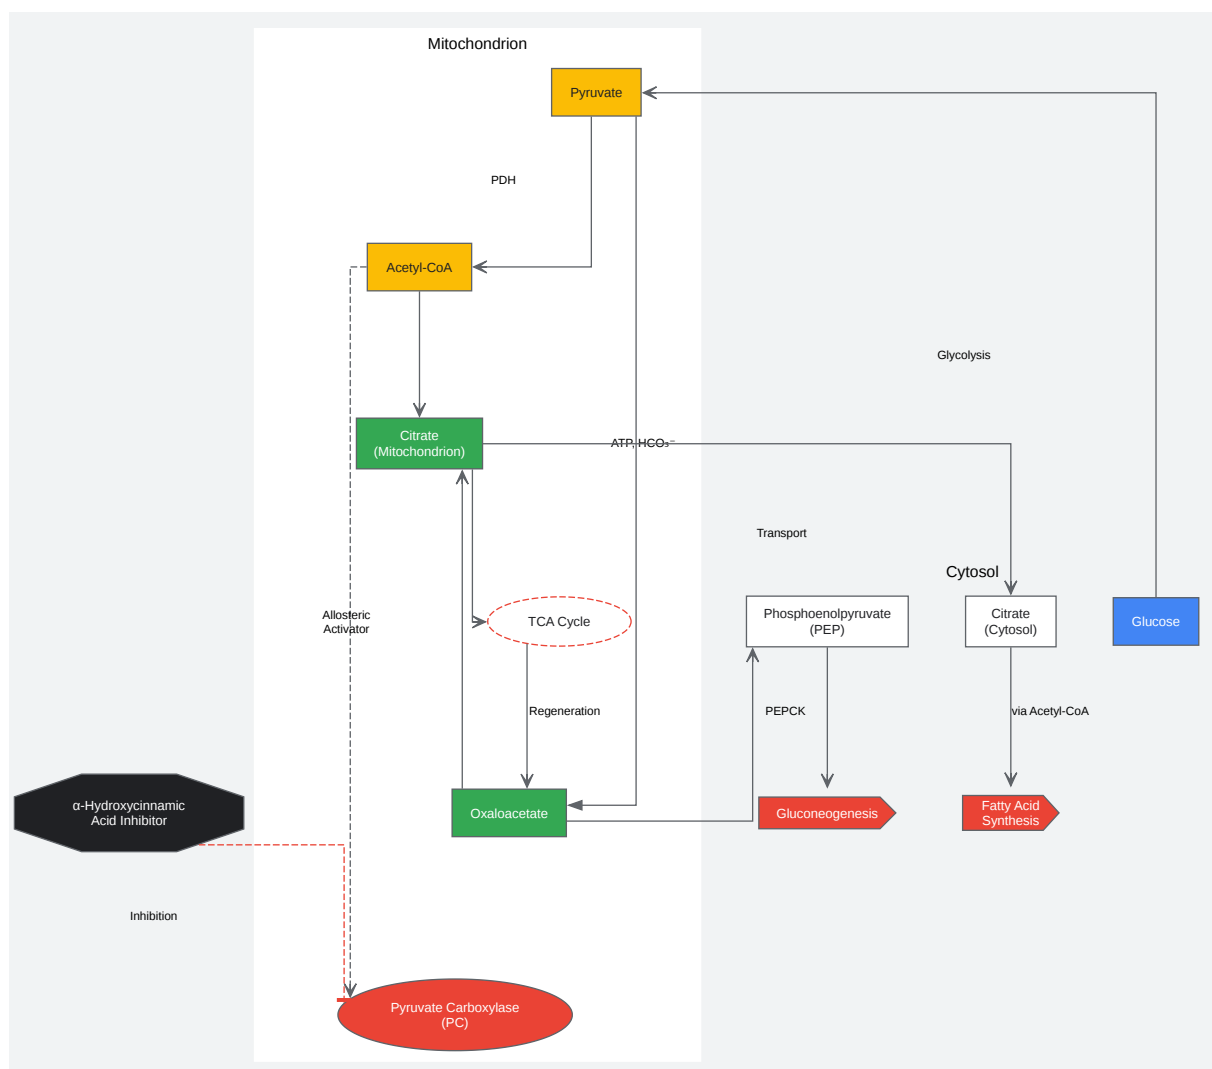 Mitochondrion
Pyruvate
PDH
Acetyl-CoA
Glycolysis
Citrate
(Mitochondrion)
ATP, HCO₃⁻
Transport
Cytosol
Allosteric
Activator
TCA Cycle
Phosphoenolpyruvate
(PEP)
Citrate
(Cytosol)
Glucose
Regeneration
PEPCK
via Acetyl-CoA
α-Hydroxycinnamic
Acid Inhibitor
Oxaloacetate
Gluconeogenesis
Fatty Acid
Synthesis
Inhibition
Pyruvate Carboxylase
(PC)